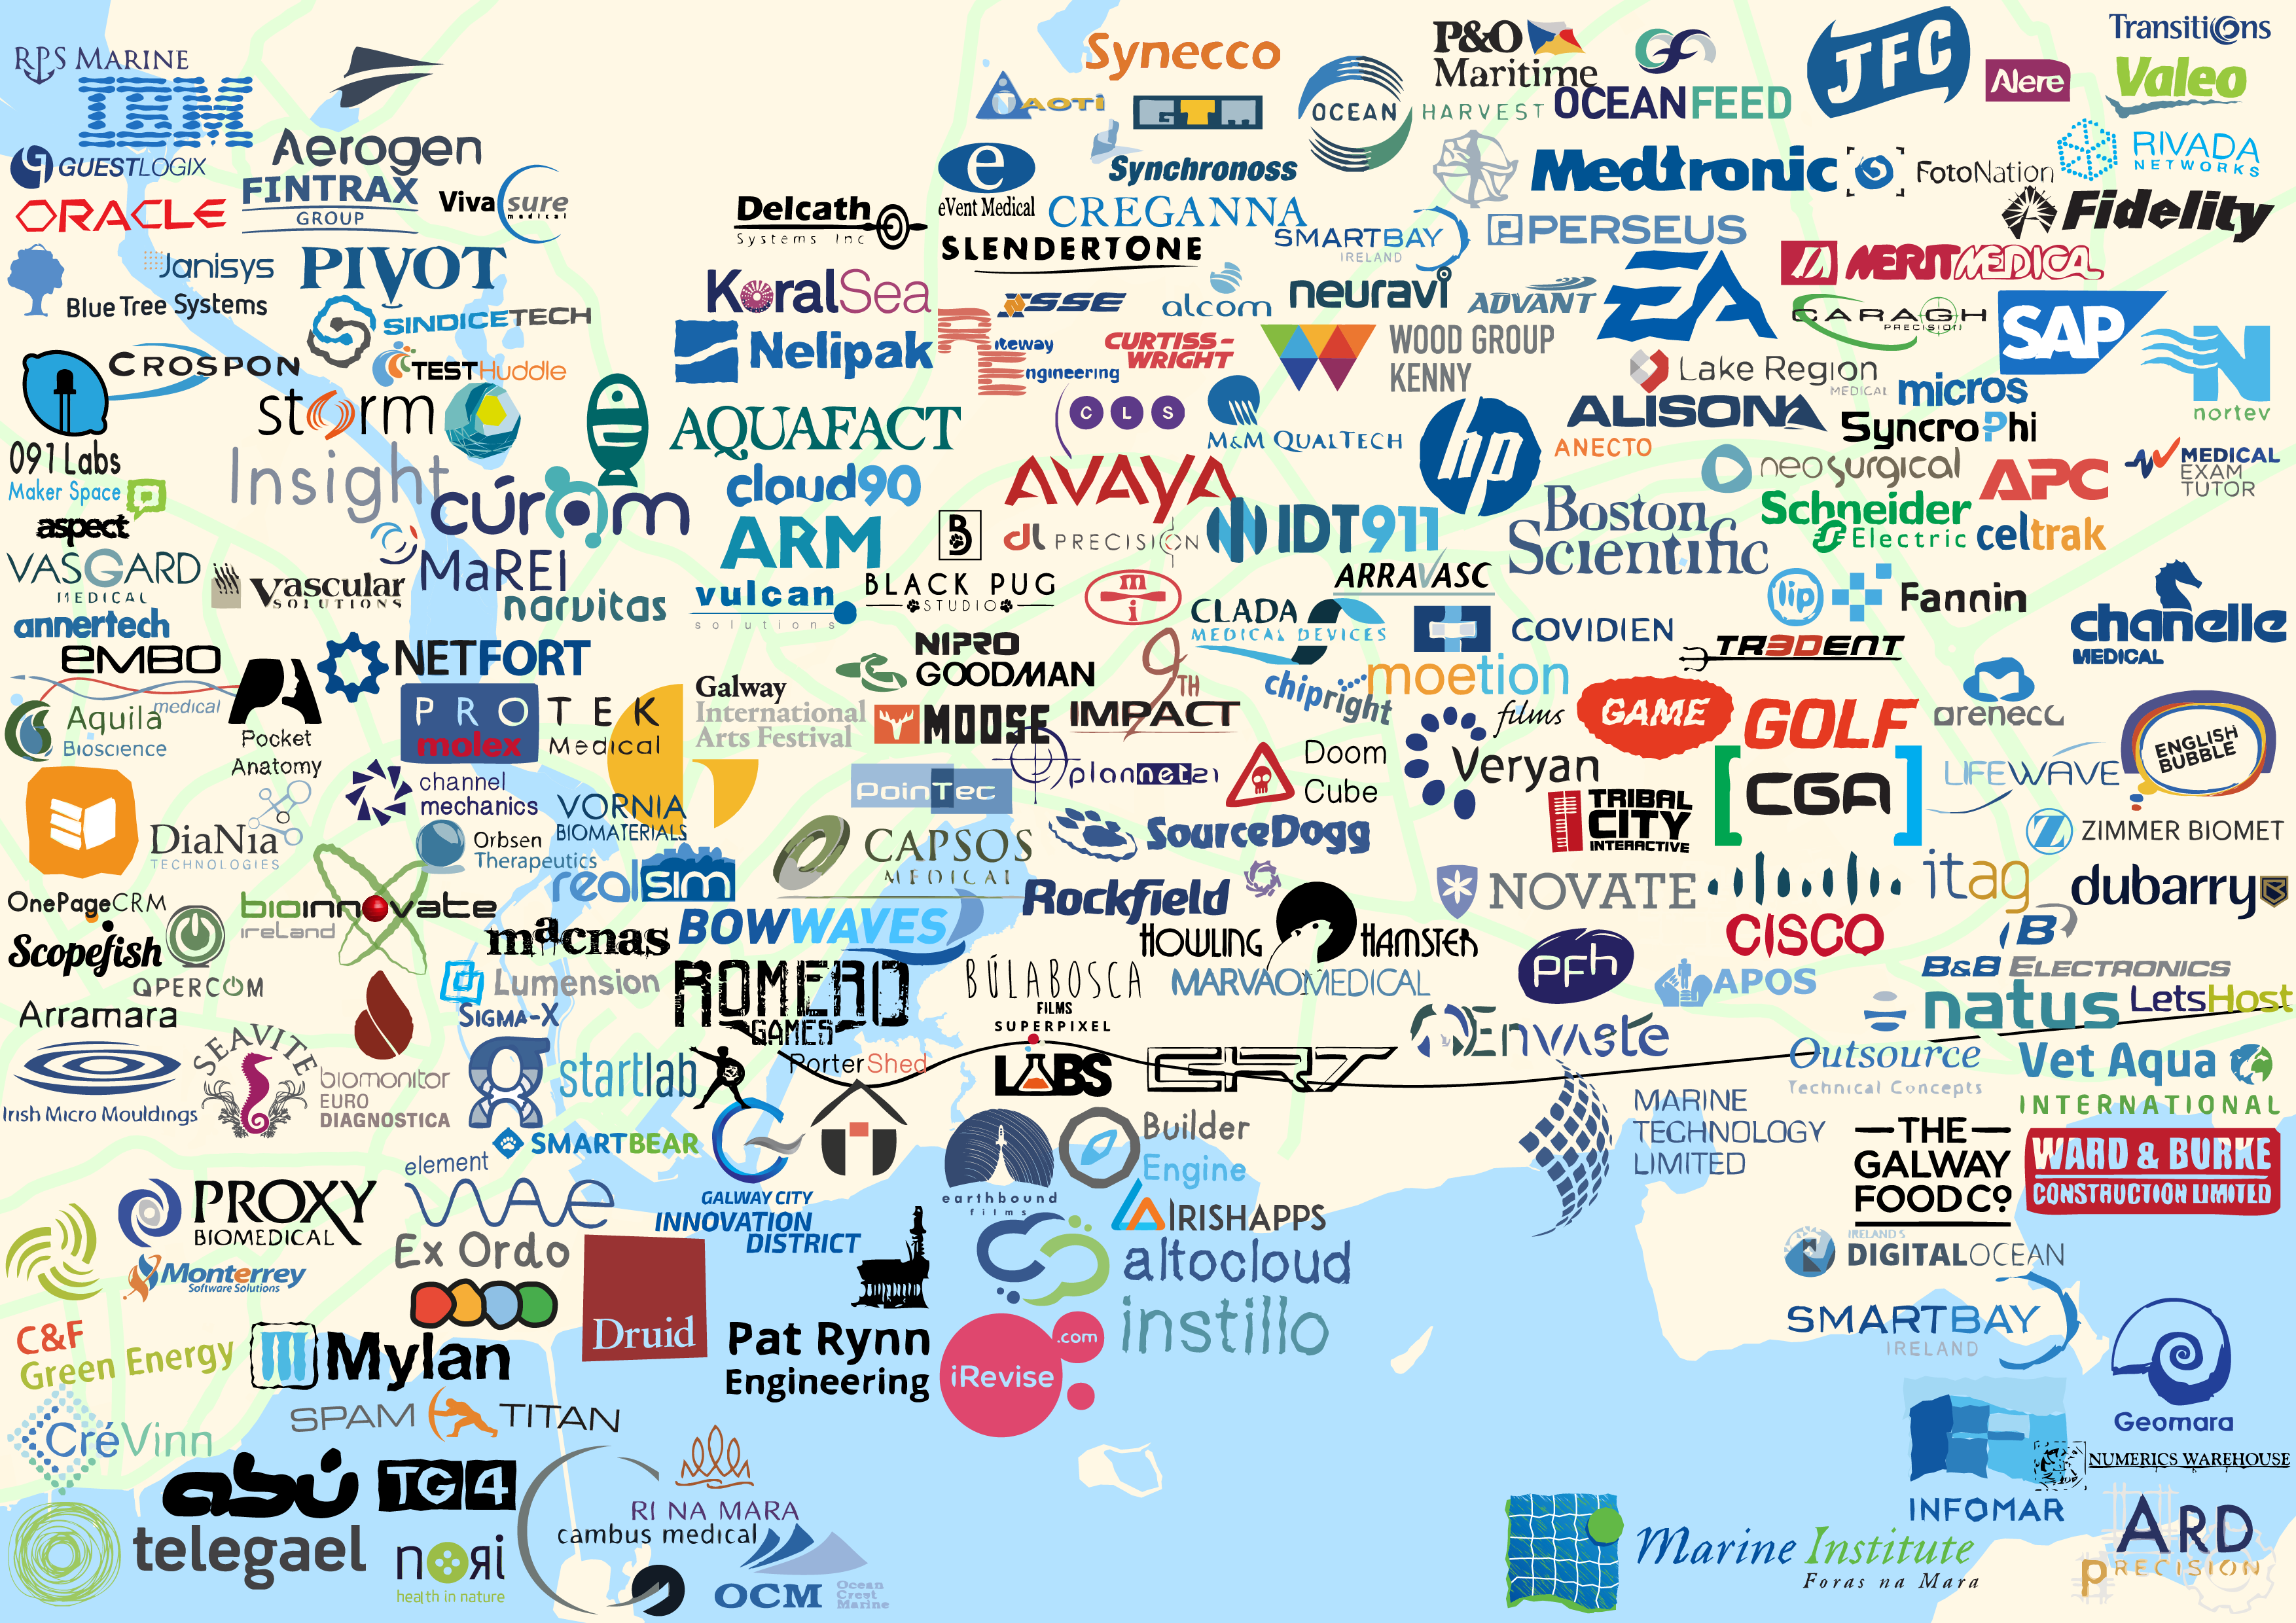 RPS MARINE
IBM
GUESTLOGIX
ORACLE
Aerogen
FINTRAX
GROUP
Vivasure
medical
Janisys
Blue Tree Systems
PIVOT
SINDICETECH
CROSPON
TESTHuddle
storm
091 Labs
Maker Space
Insight
aspect
cúram
VASGARD
MEDICAL
Vascular
SOLUTIONS
MaREI
narvitas
annertech
EMBO
medical
NETFORT
Aquila
Bioscience
Pocket
Anatomy
PROTEK
molex
Medical
channel
mechanics
VORNIA
BIOMATERIALS
DiaNia
TECHNOLOGIES
Orbsen
Therapeutics
realsim
OnePageCRM
bioinnovate
ireland
Scopefish
OPERCOM
macnas
Lumension
SIGMA-X
Arramara
SEAVITE
Irish Micro Mouldings
biomonitor
EURO
DIAGNOSTICA
startlab
SMARTBEAR
element
WAVE
PROXY
BIOMEDICAL
Monterrey
Software Solutions
Ex Ordo
C&F
Green Energy
Mylan
Druid
SPAMTITAN
CréVinn
abú
TG4
telegael
nori
health in nature
RI NA MARA
cambus medical
OCM
Ocean
Crest
Marine
Synecco
AOTI
GTM
OCEAN
HARVEST
P&O
Maritime
OCEANFEED
JFC
Alere
Transitions
Valeo
eVent Medical
Synchronoss
Medtronic
FotoNation
RIVADA
NETWORKS
Delcath
Systems Inc
CREGANNA
SLENDERTONE
SMARTBAY
IRELAND
PERSEUS
Fidelity
MERIT MEDICAL
KoralSea
SSE
alcom
neuravi
ADVANT
EA
CARAGH
PRECISION
SAP
Nelipak
Riteway
Engineering
CURTISS-
WRIGHT
WOOD GROUP
KENNY
Lake Region
MEDICAL
micros
nortev
AQUAFACT
CLS
M&M QUALTECH
hp
ALISON
ANECTO
SyncroPhi
cloud90
AVAYA
neosurgical
APC
MEDICAL
EXAM
TUTOR
ARM
B
dl PRECISION
IDT911
Boston
Scientific
Schneider
Electric
celtrak
vulcan
solutions
BLACK PUG
STUDIO
mi
ARRAVASC
CLADA
MEDICAL DEVICES
COVIDIEN
lip
Fannin
chanelle
MEDICAL
NIPRO
GOODMAN
9TH
IMPACT
chipright
moetion
films
TR3DENT
Galway
International
Arts Festival
MOOSE
GAME
GOLF
arenecc
ENGLISH
BUBBLE
plannet21
Doom
Cube
Veryan
CGA
LIFEWAVE
PoinTec
TRIBAL
CITY
INTERACTIVE
ZIMMER BIOMET
CAPSOS
MEDICAL
SourceDogg
Rockfield
NOVATE
CISCO
itag
dubarry
B
BOWWAVES
HOWLING HAMSTER
pfh
B&B ELECTRONICS
ROMERO
GAMES
BÚLABOSCA
FILMS
MARVAOMEDICAL
APOS
natus
LetsHost
SUPERPIXEL
LABS
PorterShed
ERT
Envaste
Outsource
Technical Concepts
Vet Aqua
INTERNATIONAL
GALWAY CITY
INNOVATION
DISTRICT
earthbound
films
Builder
Engine
MARINE
TECHNOLOGY
LIMITED
THE
GALWAY
FOOD Co
WARD & BURKE
CONSTRUCTION LIMITED
IRISHAPPS
altocloud
IRELAND'S
DIGITALOCEAN
Pat Rynn
Engineering
iRevise
.com
instillo
SMARTBAY
IRELAND
Geomara
INFOMAR
NUMERICS WAREHOUSE
Marine Institute
Foras na Mara
ARD
PRECISION